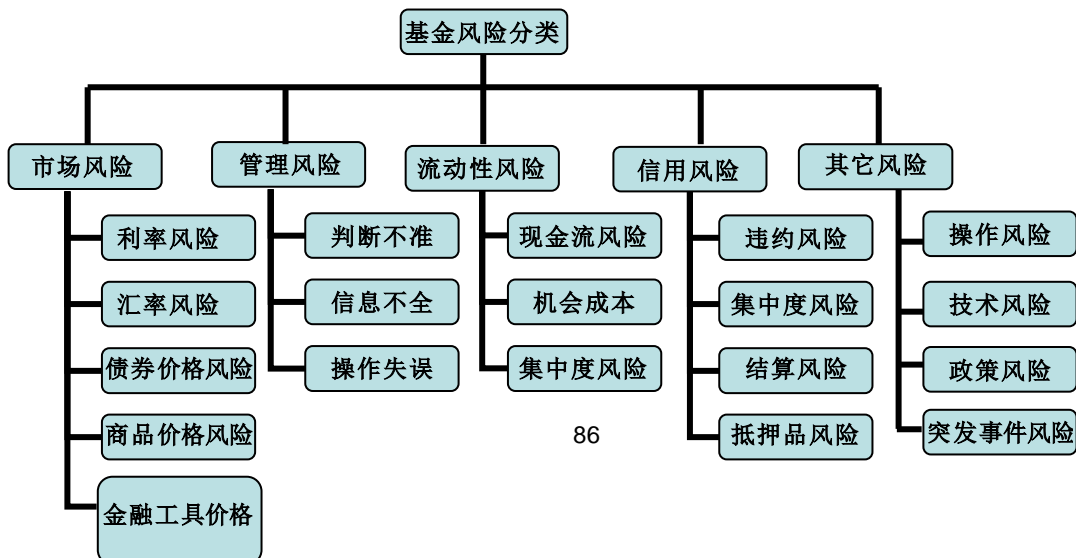 基金风险分类
市场风险
利率风险
汇率风险
债券价格风险
商品价格风险
金融工具价格
管理风险
判断不准
信息不全
操作失误
流动性风险
现金流风险
机会成本
集中度风险
信用风险
违约风险
集中度风险
结算风险
抵押品风险
其它风险
操作风险
技术风险
政策风险
突发事件风险
86